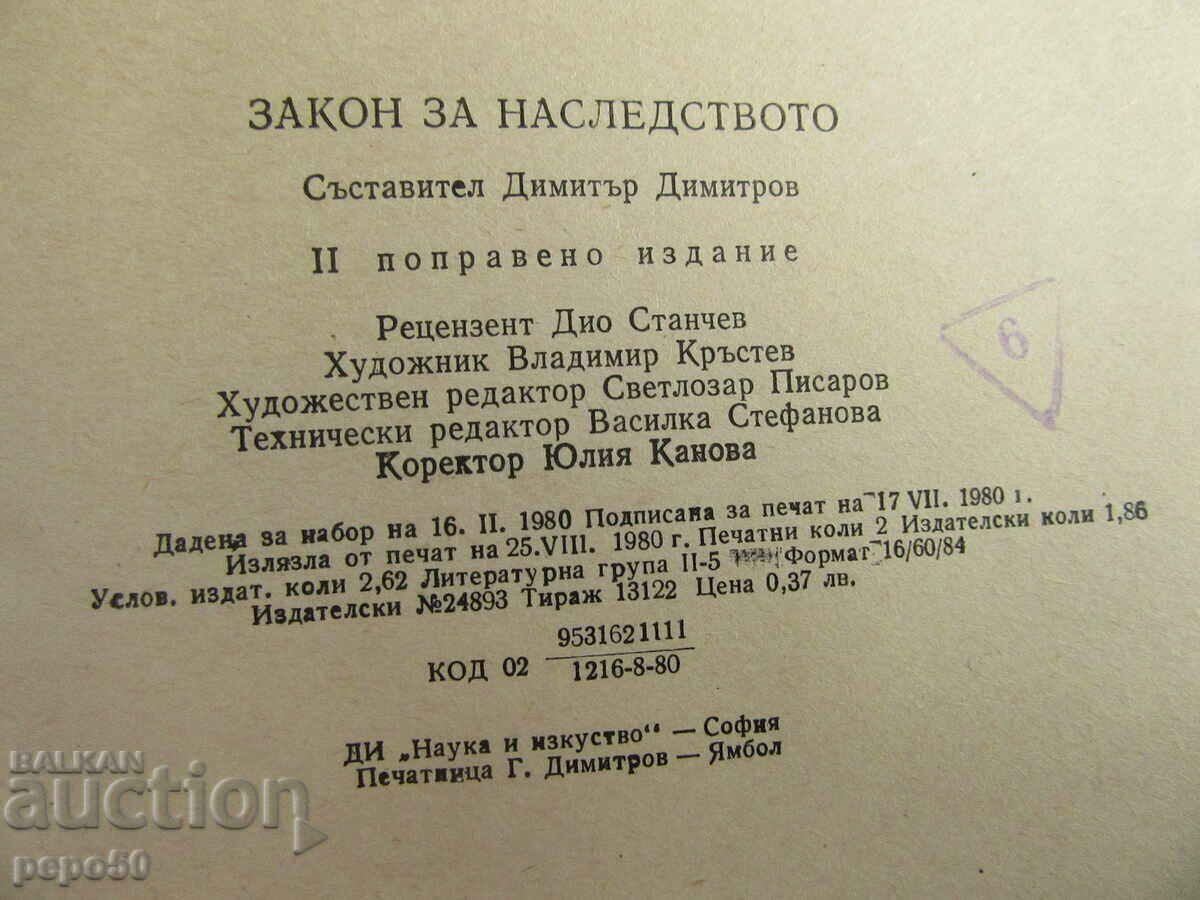 ЗАКОН ЗА НАСЛЕДСТВОТО
Съставител Димитър Димитров
II поправено издание
Рецензент Дио Станчев
Художник Владимир Кръстев
Художествен редактор Светлозар Писаров
Технически редактор Василка Стефанова
Коректор Юлия Канова
6
Дадена за набор на 16. II. 1980 Подписана за печат на 17 VII. 1980 г.
Излязла от печат на 25.VIII. 1980 г. Печатни коли 2 Издателски коли 1,86
Услов. издат. коли 2,62 Литературна група II-5 Формат 16/60/84
Издателски №24893 Тираж 13122 Цена 0,37 лв.
КОД 02 9531621111
1216-8-80
ДИ „Наука и изкуство“ — София
Печатница Г. Димитров — Ямбол
BALKAN
auction
pepo50